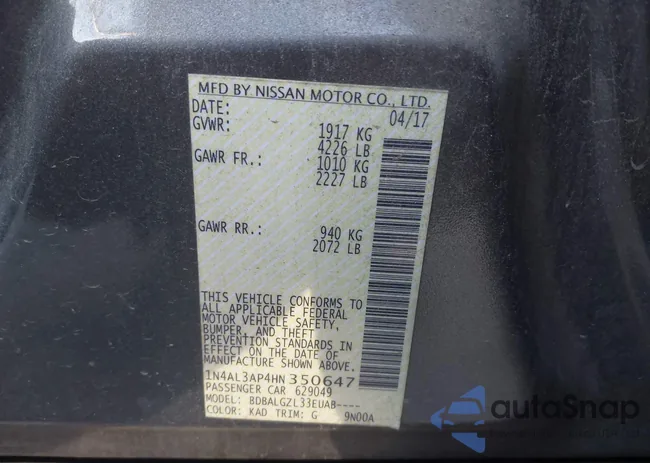 MFD BY NISSAN MOTOR CO., LTD.
DATE: 04/17
GVWR: 1917 KG
4226 LB
GAWR FR.: 1010 KG
2227 LB
GAWR RR.: 940 KG
2072 LB
THIS VEHICLE CONFORMS TO
ALL APPLICABLE FEDERAL
MOTOR VEHICLE SAFETY,
BUMPER, AND THEFT
PREVENTION STANDARDS IN
EFFECT ON THE DATE OF
MANUFACTURE SHOWN ABOVE.
1N4AL3AP4HN350647
PASSENGER CAR 629049
MODEL: BDBALGZL33EUAB----
COLOR: KAD TRIM: G 9N00A
autoSnap